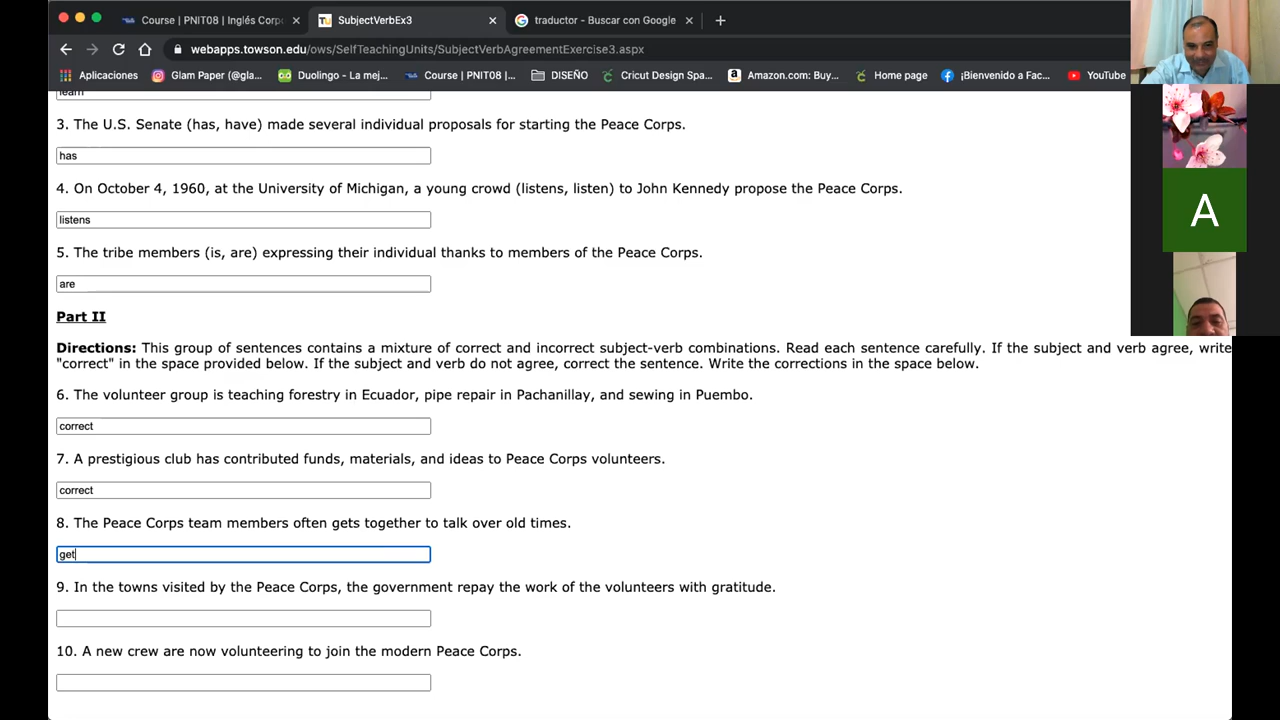 Course | PNIT08 | Inglés Corpo
SubjectVerbEx3
traductor - Buscar con Google
webapps.towson.edu/ows/SelfTeachingUnits/SubjectVerbAgreementExercise3.aspx
Aplicaciones
Glam Paper (@gla...
Duolingo - La mej...
Course | PNIT08 |...
DISEÑO
Cricut Design Spa...
Amazon.com: Buy...
Home page
¡Bienvenido a Fac...
YouTube
learn
3. The U.S. Senate (has, have) made several individual proposals for starting the Peace Corps.
has
4. On October 4, 1960, at the University of Michigan, a young crowd (listens, listen) to John Kennedy propose the Peace Corps.
listens
5. The tribe members (is, are) expressing their individual thanks to members of the Peace Corps.
are
Part II
Directions: This group of sentences contains a mixture of correct and incorrect subject-verb combinations. Read each sentence carefully. If the subject and verb agree, write
"correct" in the space provided below. If the subject and verb do not agree, correct the sentence. Write the corrections in the space below.
6. The volunteer group is teaching forestry in Ecuador, pipe repair in Pachanillay, and sewing in Puembo.
correct
7. A prestigious club has contributed funds, materials, and ideas to Peace Corps volunteers.
correct
8. The Peace Corps team members often gets together to talk over old times.
get
9. In the towns visited by the Peace Corps, the government repay the work of the volunteers with gratitude.
10. A new crew are now volunteering to join the modern Peace Corps.
A